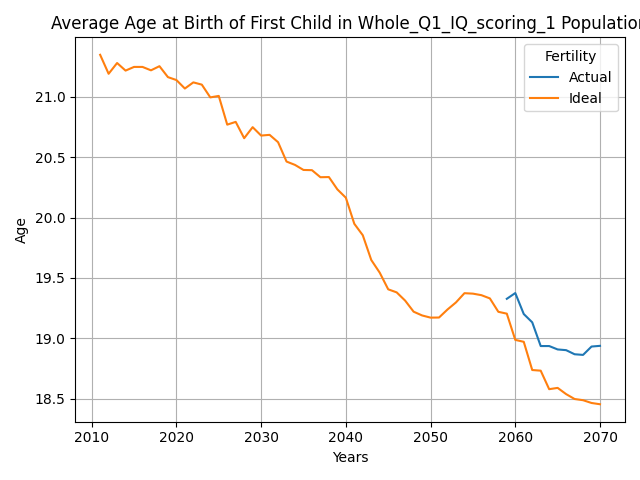 Average Age at Birth of First Child in Whole_Q1_IQ_scoring_1 Population
Fertility
Actual
Ideal
21.0
20.5
20.0
19.5
19.0
18.5
Age
2010 2020 2030 2040 2050 2060 2070
Years